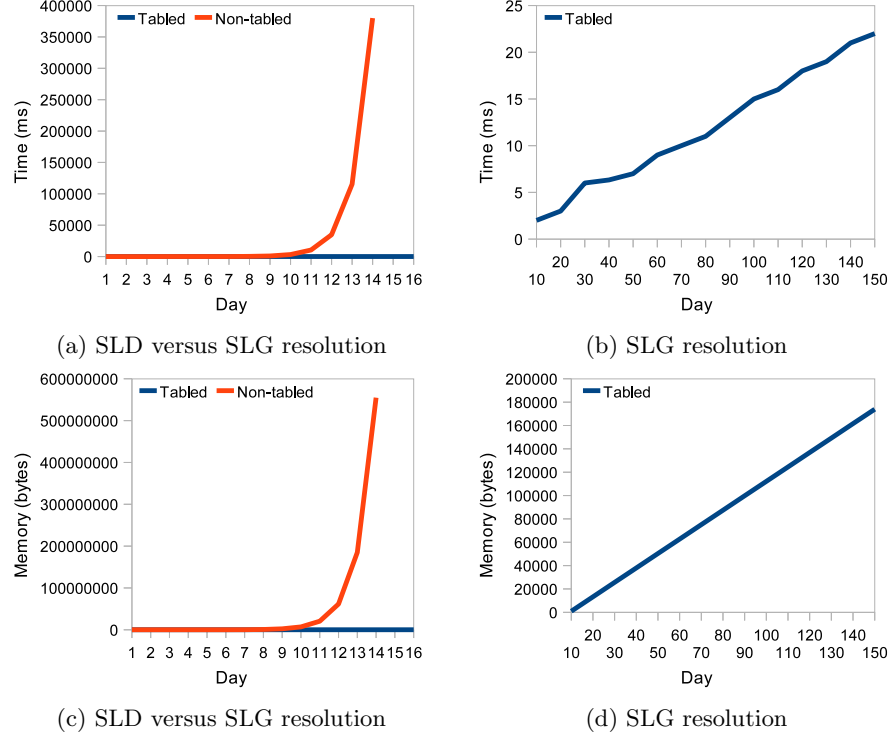 Tabled Non-tabled
400000
350000
300000
250000
200000
150000
100000
50000
0
Time (ms)
1 2 3 4 5 6 7 8 9 10 11 12 13 14 15 16
Day
(a) SLD versus SLG resolution
Tabled
25
20
15
10
5
0
Time (ms)
20 40 60 80 100 120 140
10 30 50 70 90 110 130 150
Day
(b) SLG resolution
Tabled Non-tabled
600000000
500000000
400000000
300000000
200000000
100000000
0
Memory (bytes)
1 2 3 4 5 6 7 8 9 10 11 12 13 14 15 16
Day
(c) SLD versus SLG resolution
Tabled
200000
180000
160000
140000
120000
100000
80000
60000
40000
20000
0
Memory (bytes)
20 40 60 80 100 120 140
10 30 50 70 90 110 130 150
Day
(d) SLG resolution